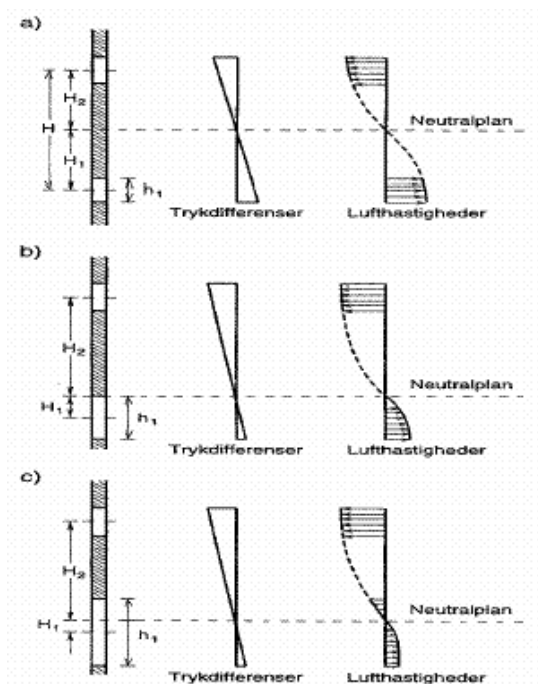 a)
H₂
H
Neutralplan
H₁
h₁
Trykdifferenser Lufthastigheder
b)
H₂
Neutralplan
H₁
h₁
Trykdifferenser Lufthastigheder
c)
H₂
Neutralplan
H₁
h₁
Trykdifferenser Lufthastigheder